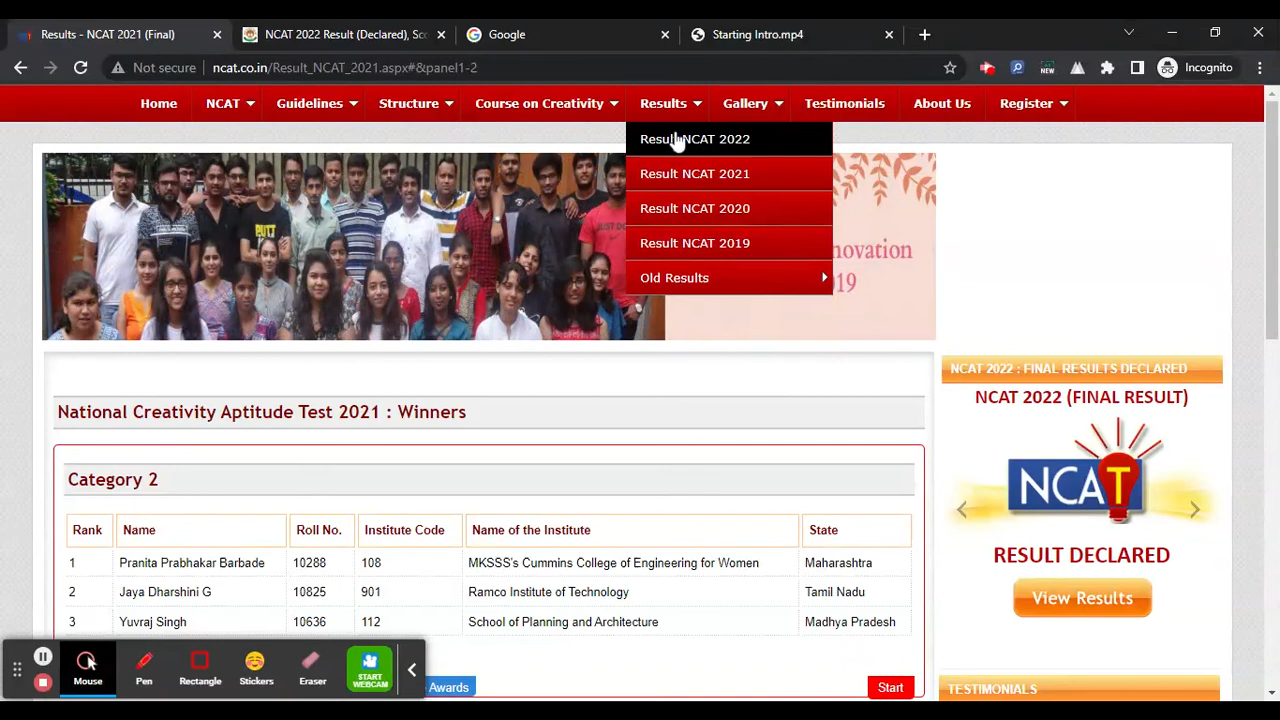 Results - NCAT 2021 (Final)
NCAT 2022 Result (Declared), Sco
Google
Starting Intro.mp4
Not secure
ncat.co.in/Result_NCAT_2021.aspx#&panel1-2
NEW
Incognito
Home
NCAT
Guidelines
Structure
Course on Creativity
Results
Gallery
Testimonials
About Us
Register
Result NCAT 2022
Result NCAT 2021
Result NCAT 2020
Result NCAT 2019
Old Results
PUTT
novation
019
NCAT 2022 : FINAL RESULTS DECLARED
NCAT 2022 (FINAL RESULT)
NCAT
RESULT DECLARED
View Results
TESTIMONIALS
National Creativity Aptitude Test 2021 : Winners
Category 2
Rank Name Roll No. Institute Code Name of the Institute State
1 Pranita Prabhakar Barbade 10288 108 MKSSS's Cummins College of Engineering for Women Maharashtra
2 Jaya Dharshini G 10825 901 Ramco Institute of Technology Tamil Nadu
3 Yuvraj Singh 10636 112 School of Planning and Architecture Madhya Pradesh
Awards
Start
Mouse
Pen
Rectangle
Stickers
Eraser
START
WEBCAM